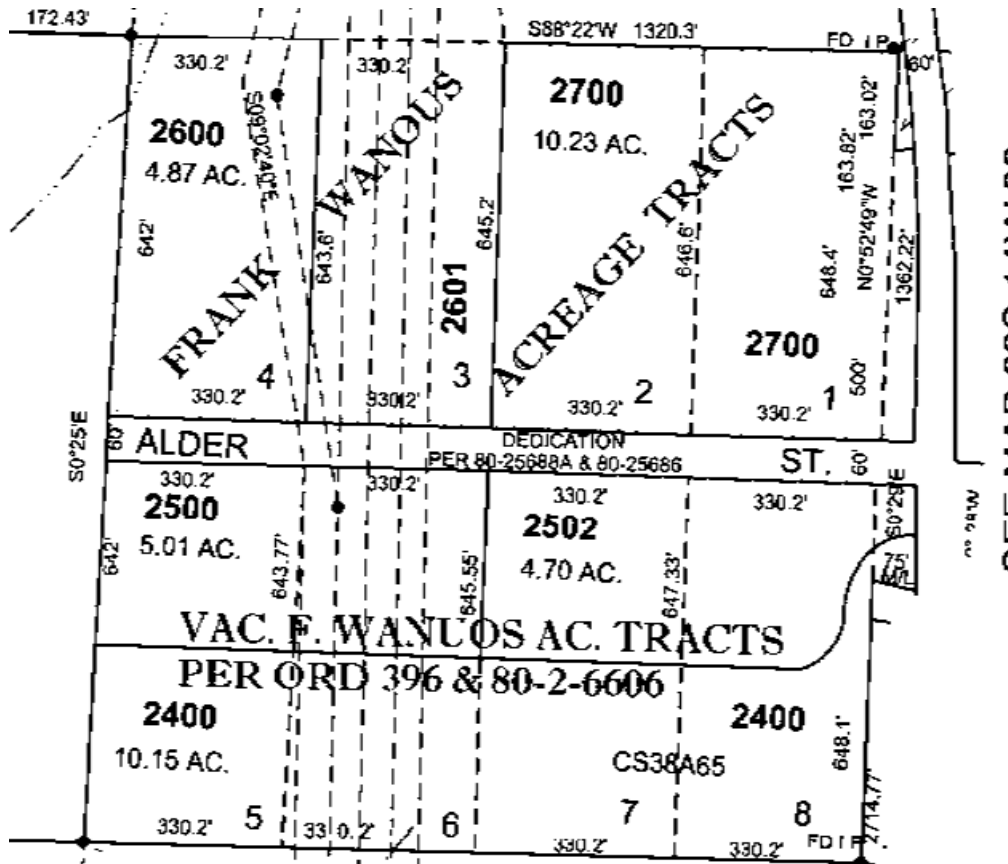 172.43'
S88°22'W 1320.3'
FD I P
60'
330.2'
330.2'
2700
10.23 AC.
2600
4.87 AC.
S09°02'40"E
FRANK WANOUS
ACREAGE TRACTS
163.02'
163.82'
N0°52'49"W
1362.22'
642'
643.6'
645.2'
646.6'
648.4'
2601
2700
500'
4
3
2
1
330.2'
330.2'
330.2'
330.2'
S0°25'E
60'
ALDER
ST.
DEDICATION
PER 80-25688A & 80-25686
60'
S0°29'E
330.2'
330.2'
330.2'
330.2'
2500
5.01 AC.
2502
4.70 AC.
75'
M/L
642'
643.77'
645.55'
647.33'
VAC. F. WANUOS AC. TRACTS
PER ORD 396 & 80-2-6606
2400
10.15 AC.
2400
CS38A65
648.1'
2714.77'
5
6
7
8
330.2'
330.2'
330.2'
330.2'
FD I P.